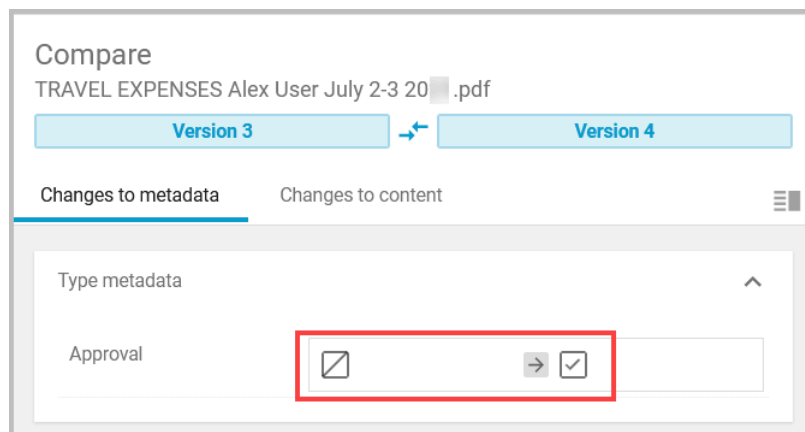 Compare
TRAVEL EXPENSES Alex User July 2-3 20 .pdf
Version 3 Version 4
Changes to metadata Changes to content
Type metadata
Approval